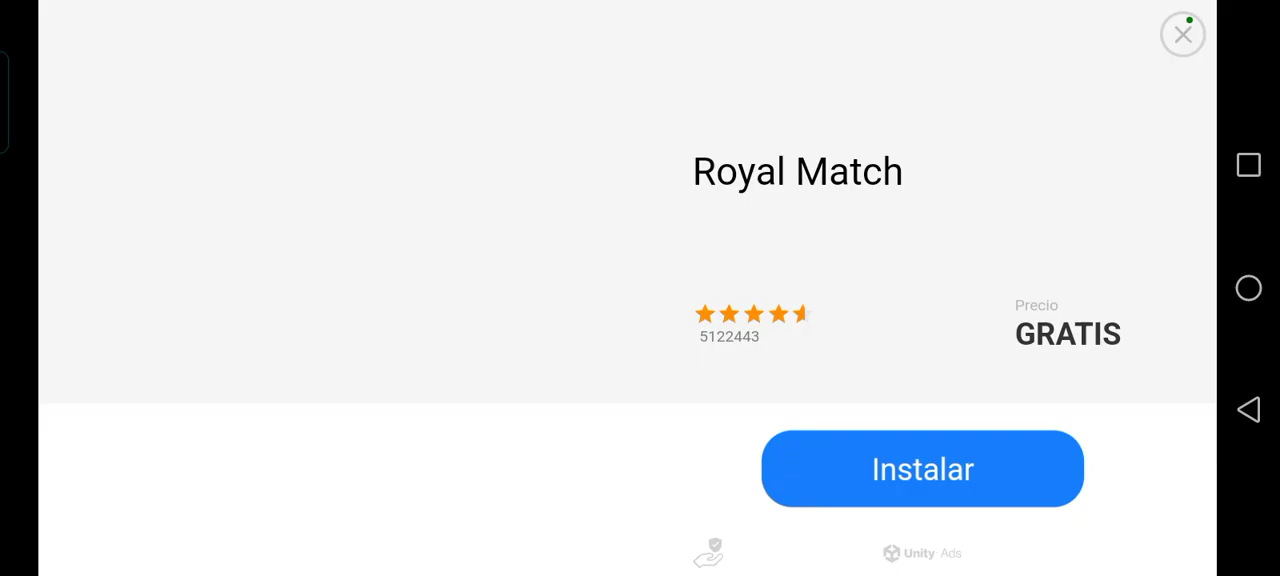 Royal Match
5122443
Precio
GRATIS
Instalar
Unity Ads